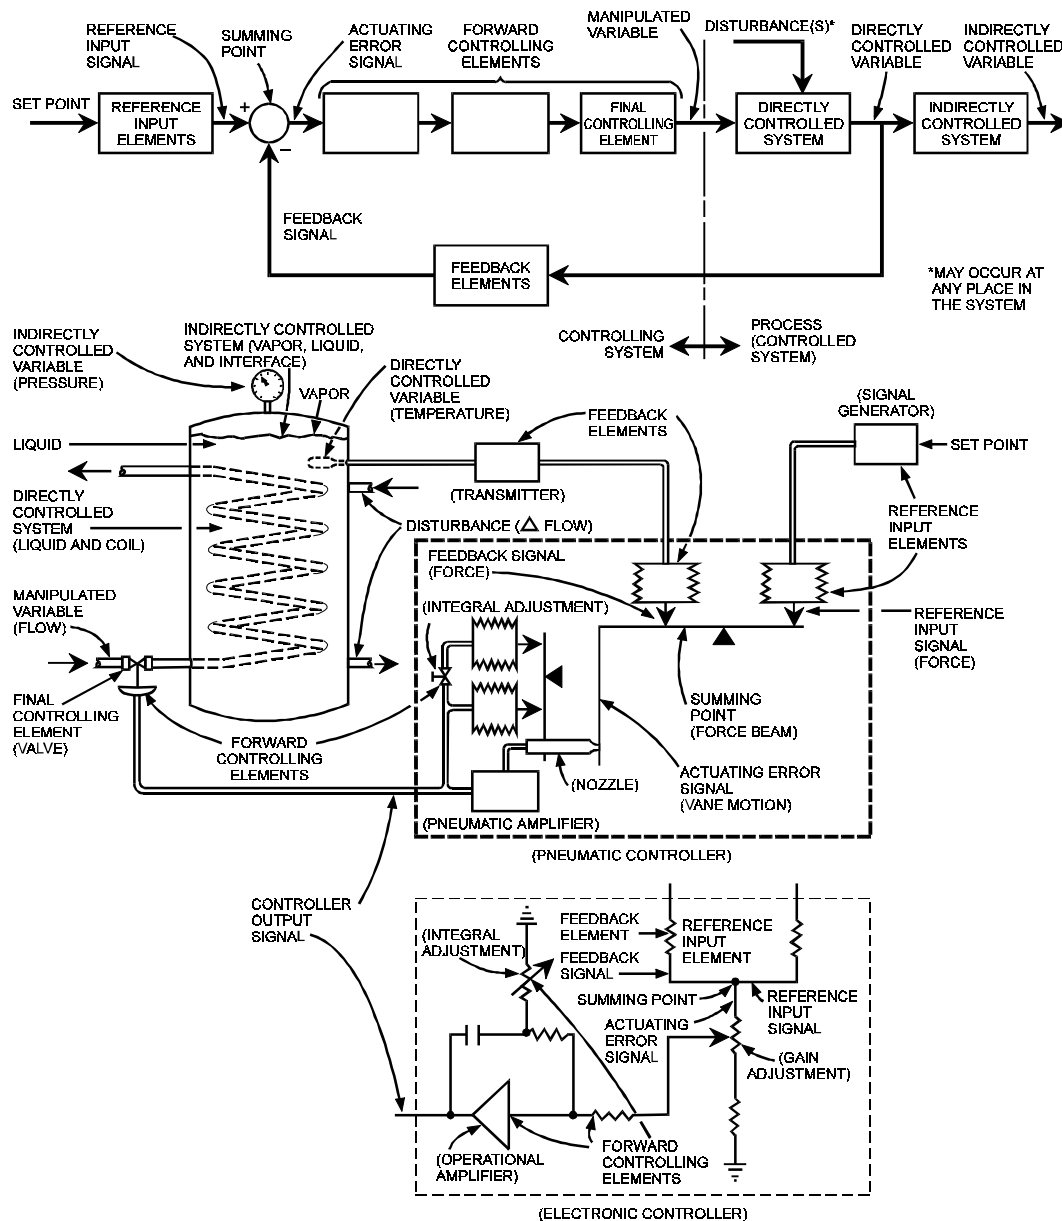 REFERENCE
INPUT
SIGNAL
SUMMING
POINT
ACTUATING
ERROR
SIGNAL
FORWARD
CONTROLLING
ELEMENTS
MANIPULATED
VARIABLE
DISTURBANCE(S)*
DIRECTLY
CONTROLLED
VARIABLE
INDIRECTLY
CONTROLLED
VARIABLE
SET POINT
REFERENCE
INPUT
ELEMENTS
+
−
FINAL
CONTROLLING
ELEMENT
DIRECTLY
CONTROLLED
SYSTEM
INDIRECTLY
CONTROLLED
SYSTEM
FEEDBACK
SIGNAL
FEEDBACK
ELEMENTS
*MAY OCCUR AT
ANY PLACE IN
THE SYSTEM
CONTROLLING
SYSTEM
PROCESS
(CONTROLLED
SYSTEM)
INDIRECTLY
CONTROLLED
VARIABLE
(PRESSURE)
INDIRECTLY CONTROLLED
SYSTEM (VAPOR, LIQUID,
AND INTERFACE)
VAPOR
DIRECTLY
CONTROLLED
VARIABLE
(TEMPERATURE)
FEEDBACK
ELEMENTS
(SIGNAL
GENERATOR)
SET POINT
LIQUID
(TRANSMITTER)
DIRECTLY
CONTROLLED
SYSTEM
(LIQUID AND COIL)
DISTURBANCE (△ FLOW)
REFERENCE
INPUT
ELEMENTS
FEEDBACK SIGNAL
(FORCE)
MANIPULATED
VARIABLE
(FLOW)
(INTEGRAL ADJUSTMENT)
REFERENCE
INPUT
SIGNAL
(FORCE)
FINAL
CONTROLLING
ELEMENT
(VALVE)
FORWARD
CONTROLLING
ELEMENTS
SUMMING
POINT
(FORCE BEAM)
(NOZZLE)
ACTUATING ERROR
SIGNAL
(VANE MOTION)
(PNEUMATIC AMPLIFIER)
(PNEUMATIC CONTROLLER)
CONTROLLER
OUTPUT
SIGNAL
(INTEGRAL
ADJUSTMENT)
FEEDBACK
ELEMENT
REFERENCE
INPUT
ELEMENT
FEEDBACK
SIGNAL
SUMMING POINT
REFERENCE
INPUT
SIGNAL
ACTUATING
ERROR
SIGNAL
(GAIN
ADJUSTMENT)
(OPERATIONAL
AMPLIFIER)
FORWARD
CONTROLLING
ELEMENTS
(ELECTRONIC CONTROLLER)